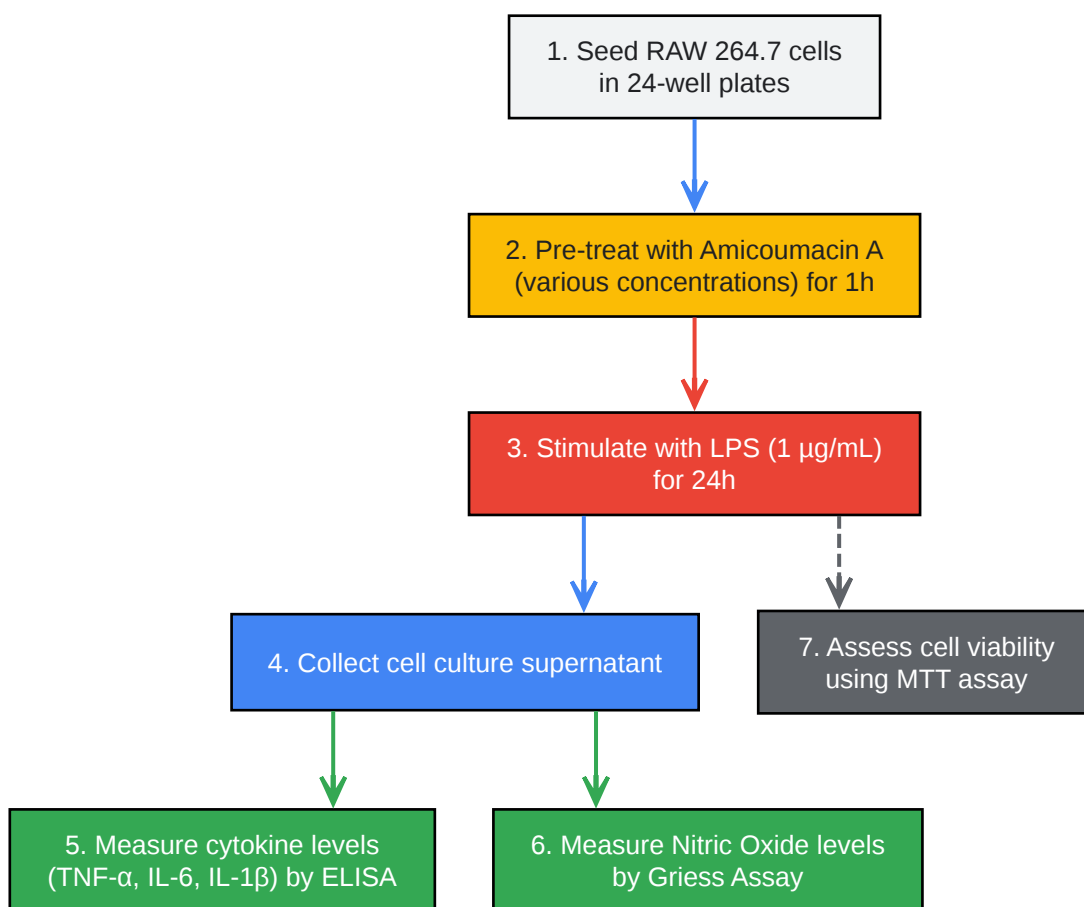 1. Seed RAW 264.7 cells
in 24-well plates
2. Pre-treat with Amicoumacin A
(various concentrations) for 1h
3. Stimulate with LPS (1 µg/mL)
for 24h
4. Collect cell culture supernatant
7. Assess cell viability
using MTT assay
5. Measure cytokine levels
(TNF-α, IL-6, IL-1β) by ELISA
6. Measure Nitric Oxide levels
by Griess Assay